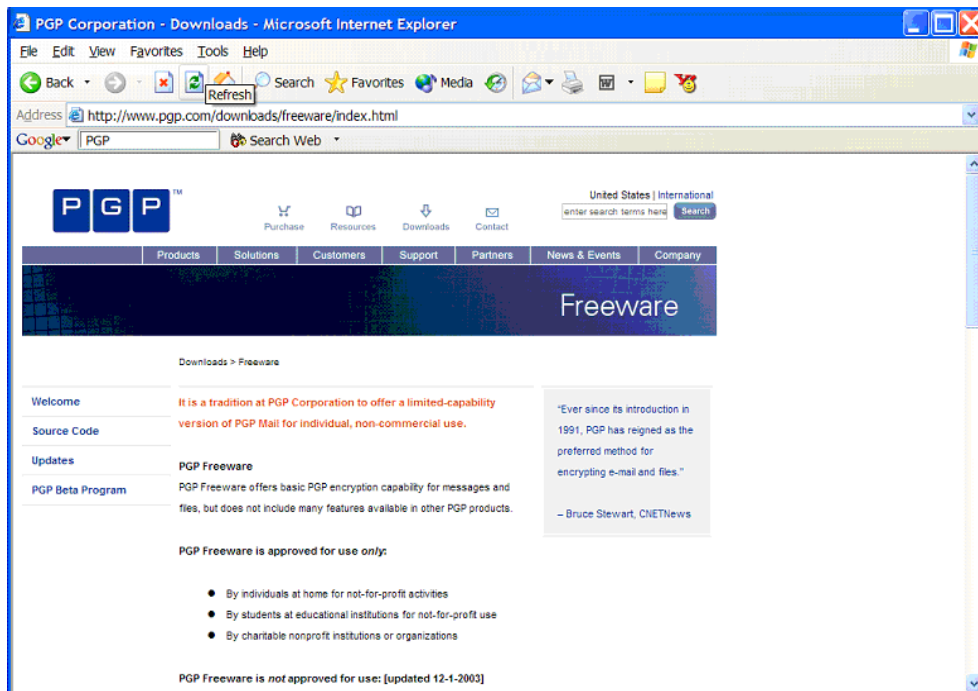 PGP Corporation - Downloads - Microsoft Internet Explorer
File Edit View Favorites Tools Help
Back Search Favorites Media
Refresh
Address http://www.pgp.com/downloads/freeware/index.html
Google PGP Search Web
United States | International
PGP™
enter search terms here Search
Purchase Resources Downloads Contact
Products Solutions Customers Support Partners News & Events Company
Freeware
Downloads > Freeware
Welcome
Source Code
Updates
PGP Beta Program
It is a tradition at PGP Corporation to offer a limited-capability
version of PGP Mail for individual, non-commercial use.
PGP Freeware
PGP Freeware offers basic PGP encryption capability for messages and
files, but does not include many features available in other PGP products.
PGP Freeware is approved for use only:
● By individuals at home for not-for-profit activities
● By students at educational institutions for not-for-profit use
● By charitable nonprofit institutions or organizations
PGP Freeware is not approved for use: [updated 12-1-2003]
"Ever since its introduction in
1991, PGP has reigned as the
preferred method for
encrypting e-mail and files."
– Bruce Stewart, CNETNews